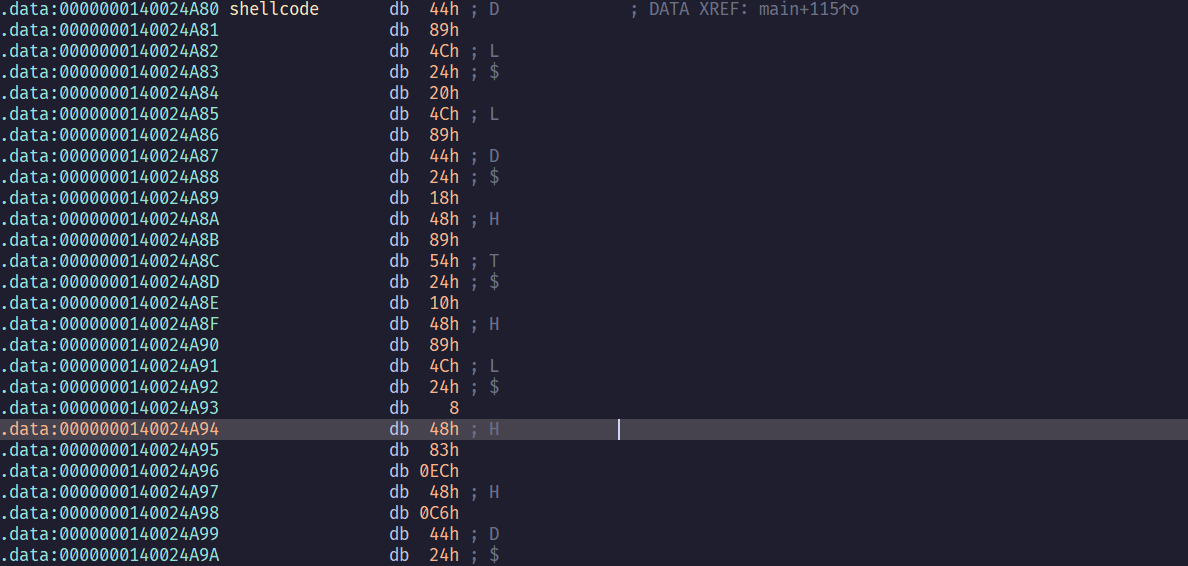 .data:0000000140024A80 shellcode db 44h ; D ; DATA XREF: main+115↑o
.data:0000000140024A81 db 89h
.data:0000000140024A82 db 4Ch ; L
.data:0000000140024A83 db 24h ; $
.data:0000000140024A84 db 20h
.data:0000000140024A85 db 4Ch ; L
.data:0000000140024A86 db 89h
.data:0000000140024A87 db 44h ; D
.data:0000000140024A88 db 24h ; $
.data:0000000140024A89 db 18h
.data:0000000140024A8A db 48h ; H
.data:0000000140024A8B db 89h
.data:0000000140024A8C db 54h ; T
.data:0000000140024A8D db 24h ; $
.data:0000000140024A8E db 10h
.data:0000000140024A8F db 48h ; H
.data:0000000140024A90 db 89h
.data:0000000140024A91 db 4Ch ; L
.data:0000000140024A92 db 24h ; $
.data:0000000140024A93 db 8
.data:0000000140024A94 db 48h ; H
.data:0000000140024A95 db 83h
.data:0000000140024A96 db 0ECh
.data:0000000140024A97 db 48h ; H
.data:0000000140024A98 db 0C6h
.data:0000000140024A99 db 44h ; D
.data:0000000140024A9A db 24h ; $